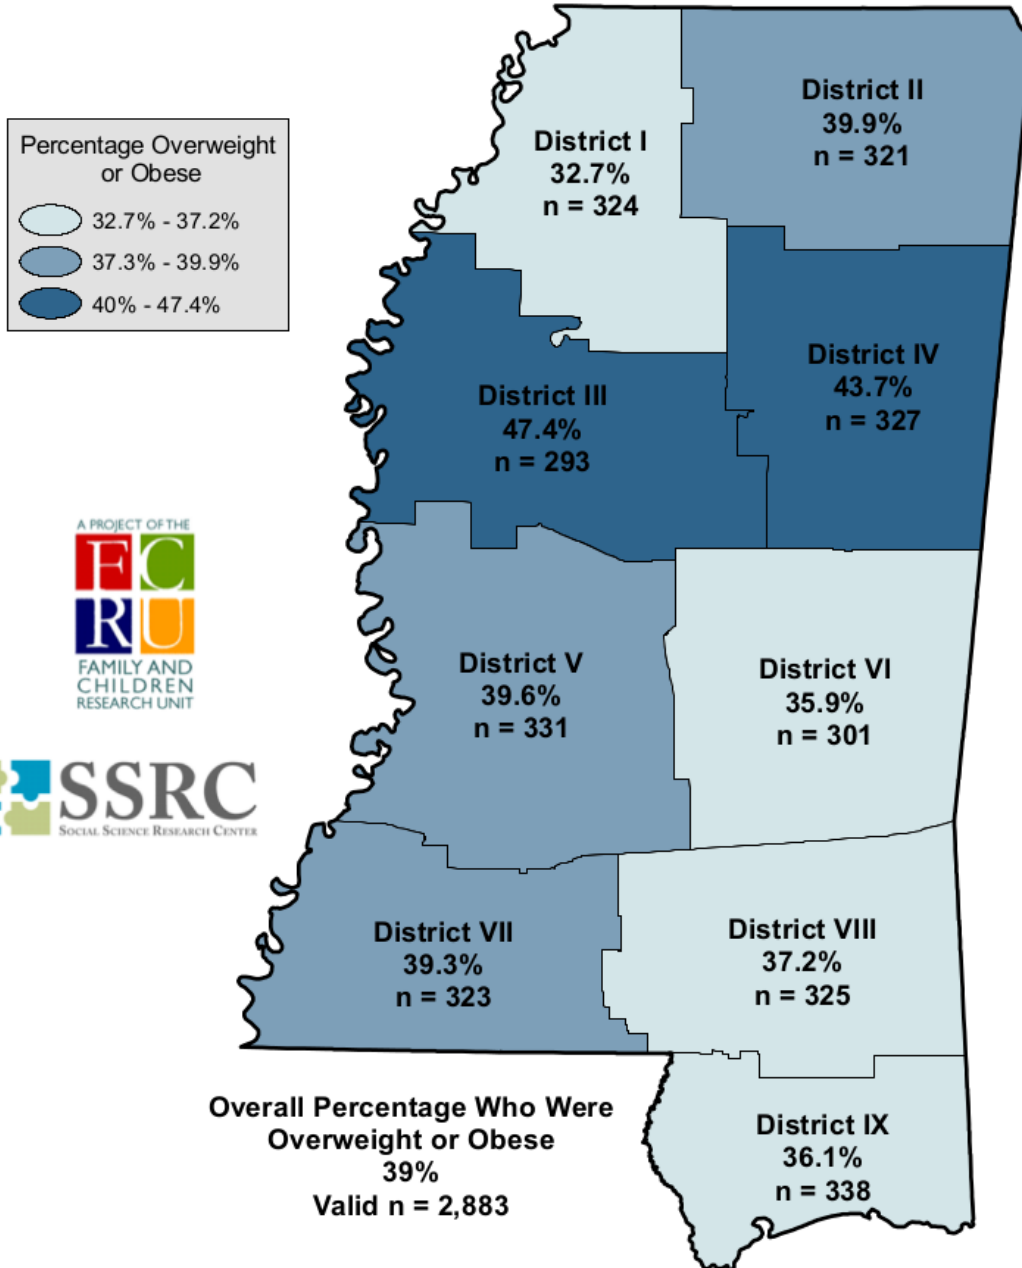 Percentage Overweight
or Obese
32.7% - 37.2%
37.3% - 39.9%
40% - 47.4%
District I
32.7%
n = 324
District II
39.9%
n = 321
District III
47.4%
n = 293
District IV
43.7%
n = 327
A PROJECT OF THE
FC
RU
FAMILY AND
CHILDREN
RESEARCH UNIT
District V
39.6%
n = 331
District VI
35.9%
n = 301
SSRC
SOCIAL SCIENCE RESEARCH CENTER
District VII
39.3%
n = 323
District VIII
37.2%
n = 325
Overall Percentage Who Were
Overweight or Obese
39%
Valid n = 2,883
District IX
36.1%
n = 338